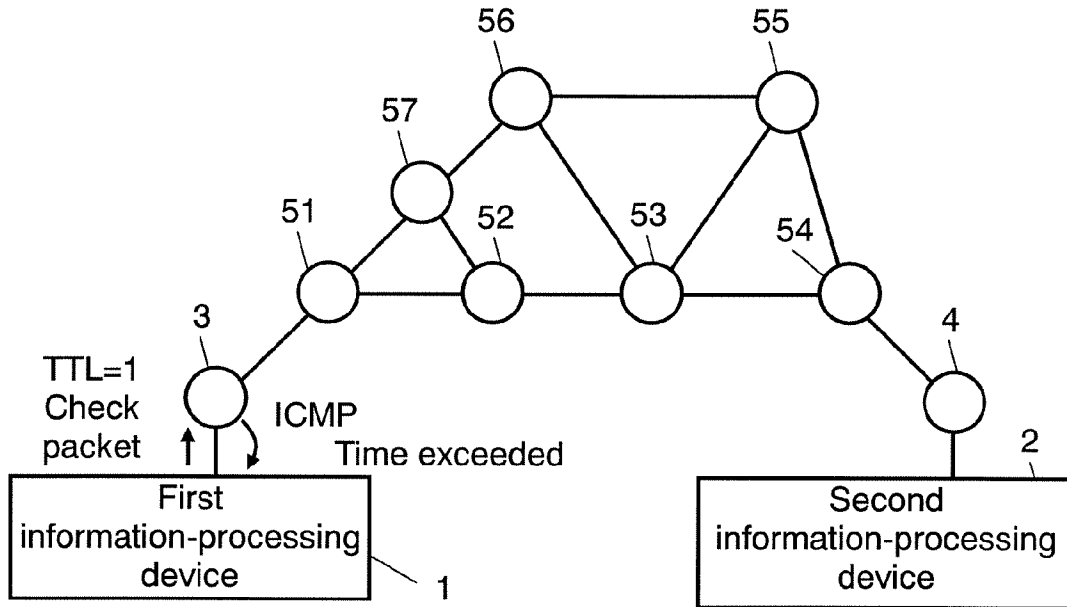 56
55
57
51
52
53
54
3
4
TTL=1
Check
packet
ICMP
Time exceeded
2
First
information-processing
device
1
Second
information-processing
device